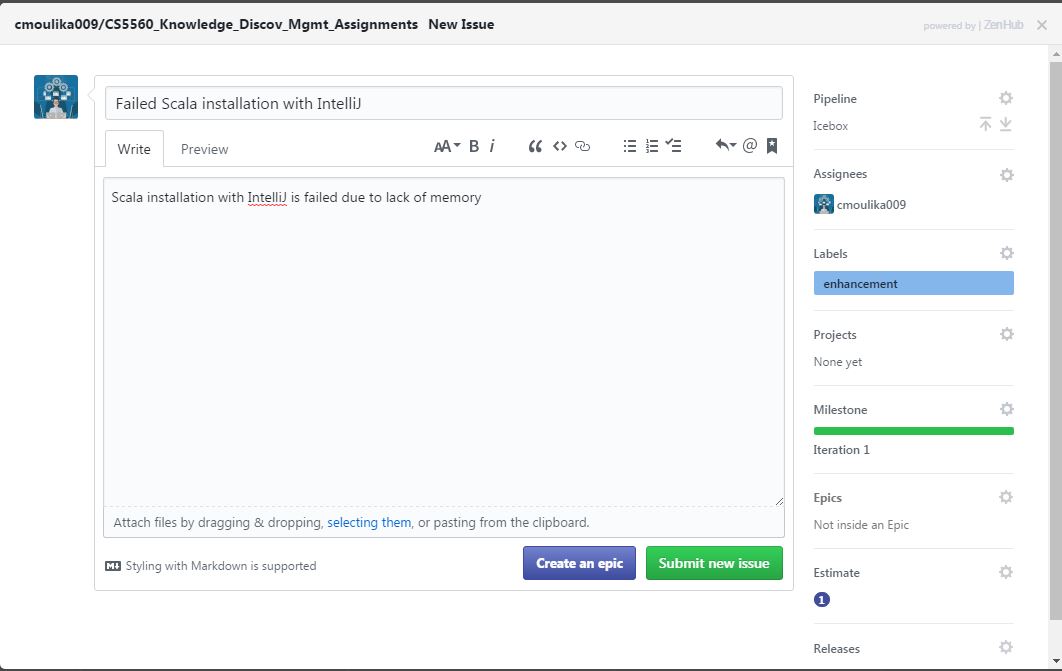 cmoulika009/CS5560_Knowledge_Discov_Mgmt_Assignments New Issue
powered by | ZenHub
Failed Scala installation with IntelliJ
Write Preview AA B i
Scala installation with IntelliJ is failed due to lack of memory
Attach files by dragging & dropping, selecting them, or pasting from the clipboard.
Styling with Markdown is supported
Create an epic Submit new issue
Pipeline
Icebox
Assignees
cmoulika009
Labels
enhancement
Projects
None yet
Milestone
Iteration 1
Epics
Not inside an Epic
Estimate
1
Releases